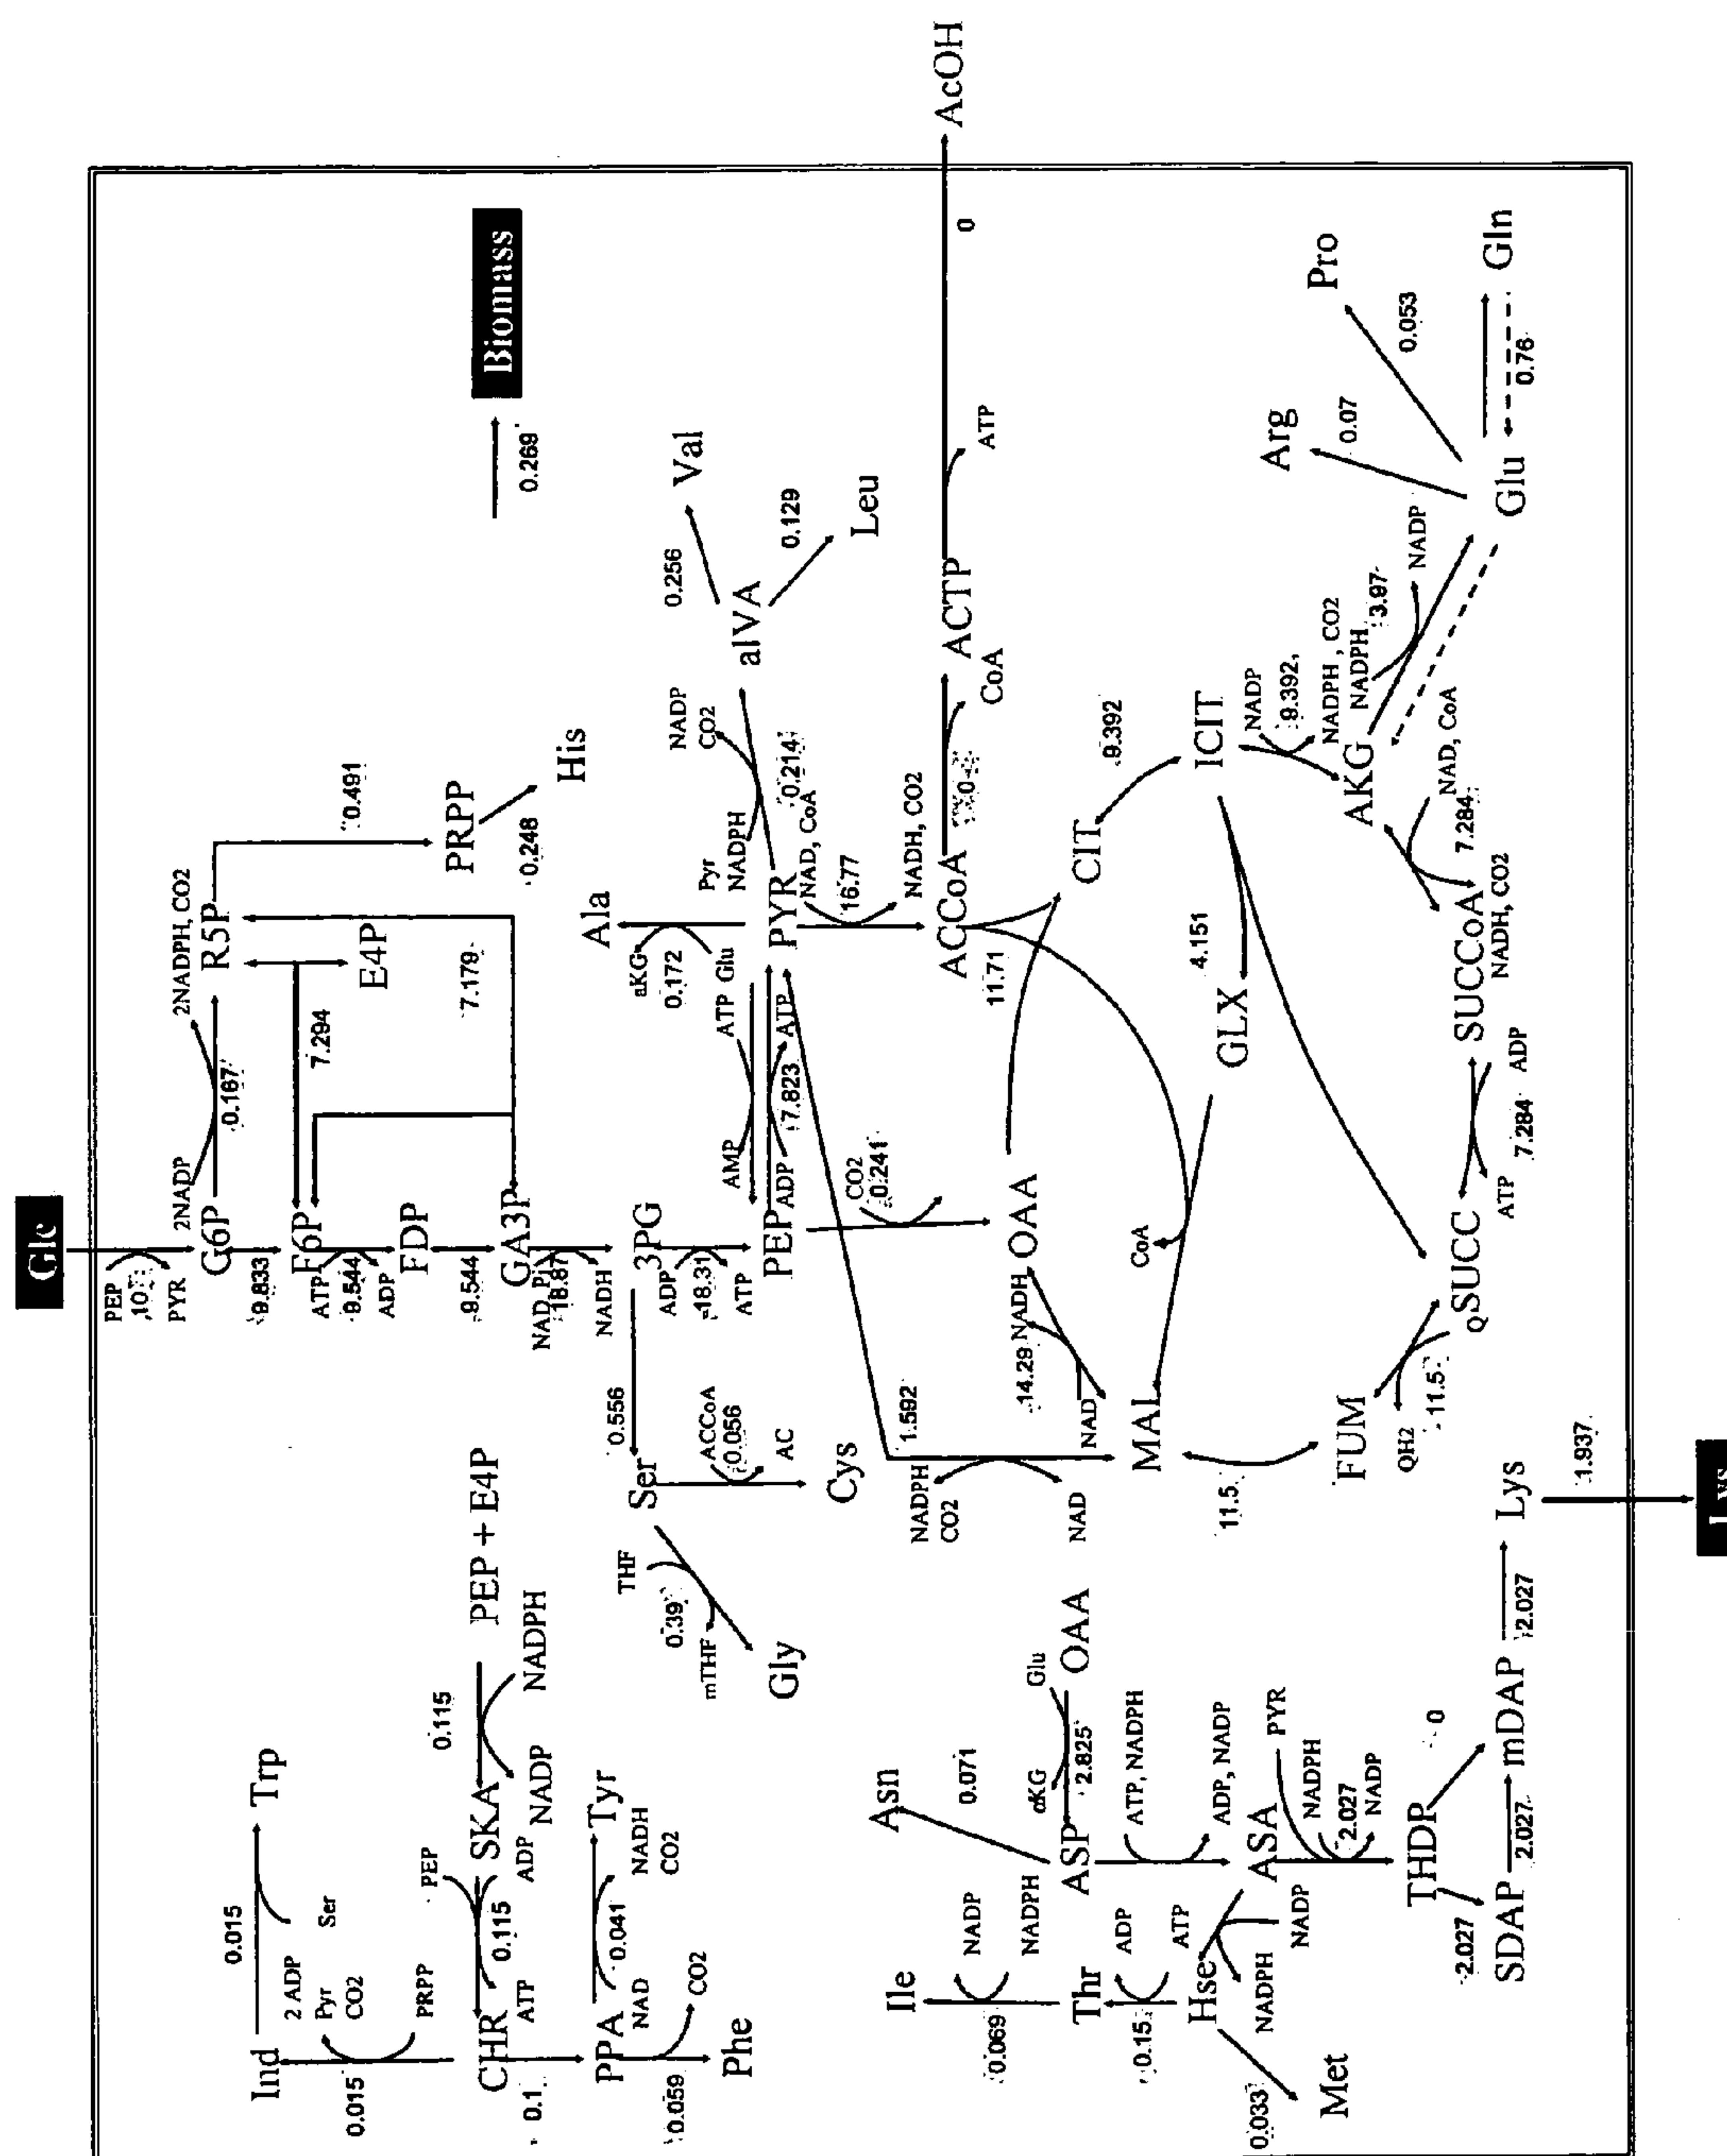 Glc
PEP
10
PYR
2NADP
G6P
0.167
2NADPH, CO2
R5P
0.491
PRPP
0.248
His
9.833
F6P
7.294
E4P
ATP
9.544
ADP
FDP
7.179
9.544
GA3P
NAD, Pi
18.87
NADH
0.269
Biomass
3PG
ADP
18.31
ATP
0.556
Ser
ACCoA
0.056
AC
Cys
THF
0.39
mTHF
Gly
Ala
aKG
0.172
Glu
ATP
AMP
PEP
ADP
7.823
ATP
PYR
Pyr
NADPH
NADP
CO2
0.214
aIVA
0.256
Val
0.129
Leu
NAD, CoA
16.77
NADH, CO2
CO2
0.241
OAA
ACCoA
0
CoA
ACTP
ATP
0
AcOH
11.71
CIT
9.392
ICIT
NADP
9.392
NADPH, CO2
NADPH
3.97
NADP
AKG
Glu
0.07
Arg
0.053
Pro
0.76
Gln
NAD, CoA
7.284
NADH, CO2
SUCCoA
ADP
7.284
ATP
SUCC
Q
11.5
QH2
FUM
11.5
MAL
4.151
GLX
CoA
NADH
14.29
NAD
1.592
NADPH
CO2
NAD
Ind
0.015
Trp
2 ADP
Pyr
CO2
Ser
0.015
PRPP
CHR
0.115
ATP
PEP
ADP
SKA
NADP
0.115
NADPH
PEP + E4P
0.1
PPA
NAD
0.041
Tyr
NADH
CO2
0.059
CO2
Phe
Asn
0.071
ASP
αKG
2.825
Glu
OAA
ATP, NADPH
ADP, NADP
ASA
Ile
0.069
NADP
NADPH
Thr
0.15
ADP
ATP
Hse
NADPH
NADP
0.033
Met
PYR
NADPH
2.027
NADP
THDP
0
2.027
SDAP
2.027
mDAP
2.027
Lys
1.937
Lys